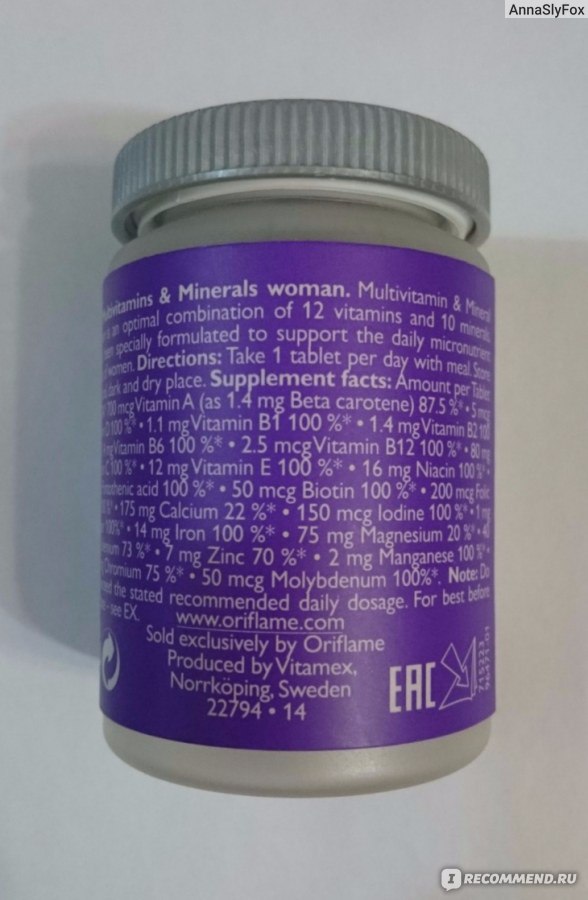 AnnaSlyFox
Multivitamins & Minerals woman. Multivitamin & Mineral
is an optimal combination of 12 vitamins and 10 minerals,
specially formulated to support the daily micronutrient
women. Directions: Take 1 tablet per day with meal. Store
dark and dry place. Supplement facts: Amount per Tablet
700 mcg Vitamin A (as 1.4 mg Beta carotene) 87.5 %* • 5 mcg
D 100 %* • 1.1 mg Vitamin B1 100 %* • 1.4 mg Vitamin B2 100
Vitamin B6 100 %* • 2.5 mcg Vitamin B12 100 %* • 80 mg
C 100 %* • 12 mg Vitamin E 100 %* • 16 mg Niacin 100 %*
acid 100 %* • 50 mcg Biotin 100 %* • 200 mcg Folic
• 175 mg Calcium 22 %* • 150 mcg Iodine 100 %* • 1 mg
100%* • 14 mg Iron 100 %* • 75 mg Magnesium 20 %* • 40
73 %* • 7 mg Zinc 70 %* • 2 mg Manganese 100 %* •
Chromium 75 %* • 50 mcg Molybdenum 100%*. Note: Do
the stated recommended daily dosage. For best before
- see EX.
www.oriflame.com
Sold exclusively by Oriflame
Produced by Vitamex,
Norrköping, Sweden
22794 • 14
EAC
715223
96471-01
IRECOMMEND.RU